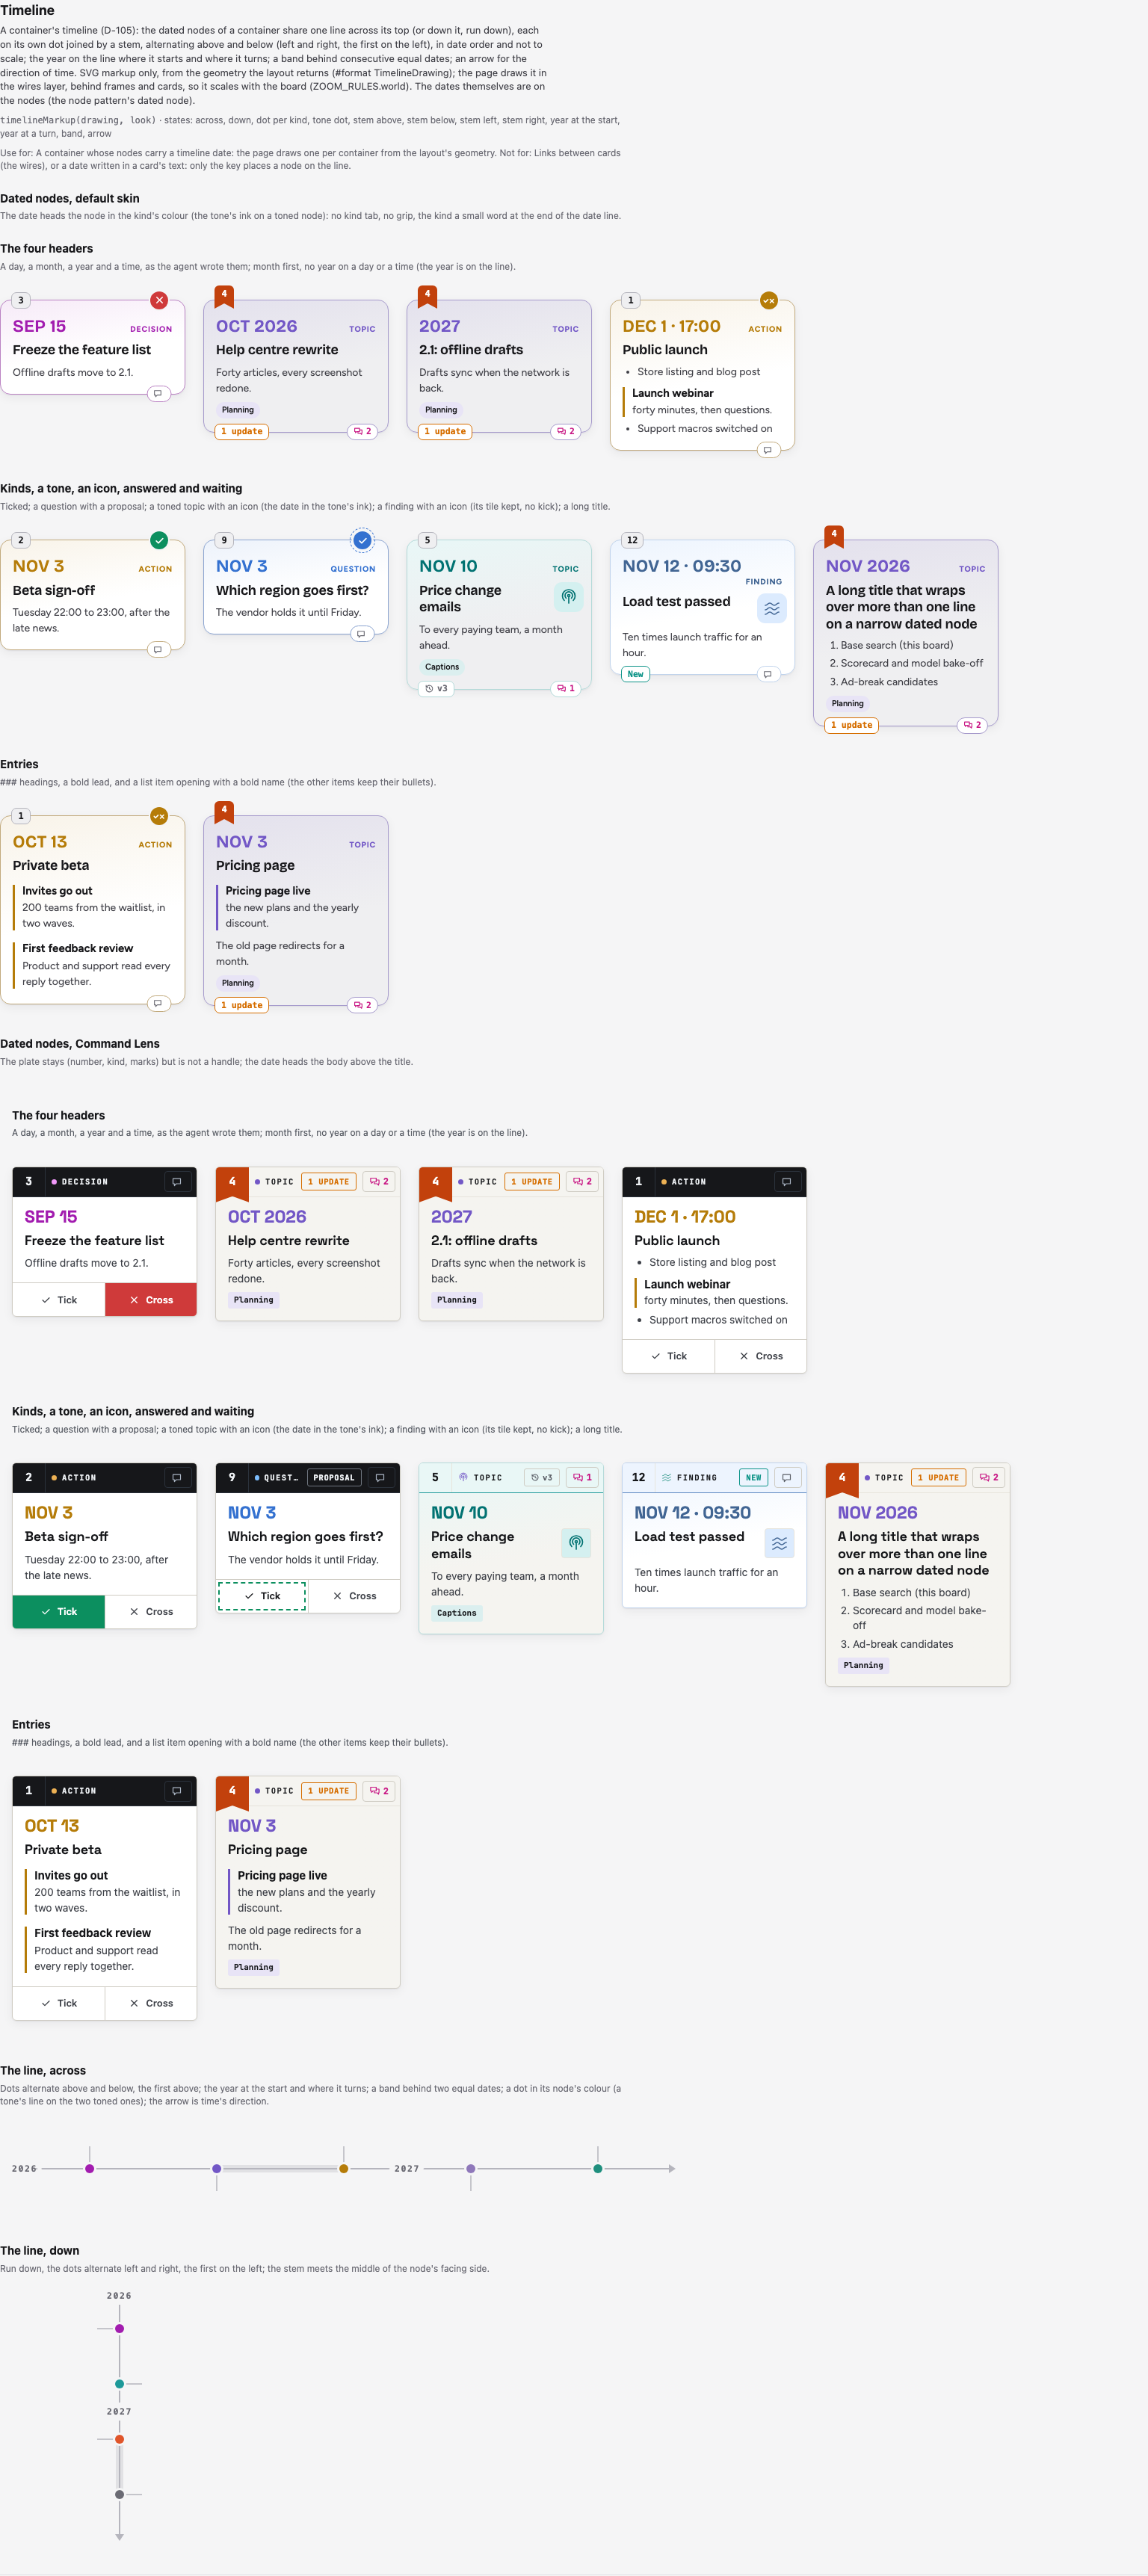 Timeline
A container's timeline (D-105): the dated nodes of a container share one line across its top (or down it, run down), each
on its own dot joined by a stem, alternating above and below (left and right, the first on the left), in date order and not to
scale; the year on the line where it starts and where it turns; a band behind consecutive equal dates; an arrow for the
direction of time. SVG markup only, from the geometry the layout returns (#format TimelineDrawing); the page draws it in
the wires layer, behind frames and cards, so it scales with the board (ZOOM_RULES.world). The dates themselves are on
the nodes (the node pattern's dated node).
timelineMarkup(drawing, look) · states: across, down, dot per kind, tone dot, stem above, stem below, stem left, stem right, year at the start,
year at a turn, band, arrow
Use for: A container whose nodes carry a timeline date: the page draws one per container from the layout's geometry. Not for: Links between cards
(the wires), or a date written in a card's text: only the key places a node on the line.
Dated nodes, default skin
The date heads the node in the kind's colour (the tone's ink on a toned node): no kind tab, no grip, the kind a small word at the end of the date line.
The four headers
A day, a month, a year and a time, as the agent wrote them; month first, no year on a day or a time (the year is on the line).
3
SEP 15 DECISION
Freeze the feature list
Offline drafts move to 2.1.
4
OCT 2026 TOPIC
Help centre rewrite
Forty articles, every screenshot
redone.
Planning
1 update 2
4
2027 TOPIC
2.1: offline drafts
Drafts sync when the network is
back.
Planning
1 update 2
1
DEC 1 · 17:00 ACTION
Public launch
• Store listing and blog post
Launch webinar
forty minutes, then questions.
• Support macros switched on
Kinds, a tone, an icon, answered and waiting
Ticked; a question with a proposal; a toned topic with an icon (the date in the tone's ink); a finding with an icon (its tile kept, no kick); a long title.
2
NOV 3 ACTION
Beta sign-off
Tuesday 22:00 to 23:00, after the
late news.
9
NOV 3 QUESTION
Which region goes first?
The vendor holds it until Friday.
5
NOV 10 TOPIC
Price change
emails
To every paying team, a month
ahead.
Captions
v3 1
12
NOV 12 · 09:30
FINDING
Load test passed
Ten times launch traffic for an
hour.
New
4
NOV 2026 TOPIC
A long title that wraps
over more than one line
on a narrow dated node
1. Base search (this board)
2. Scorecard and model bake-off
3. Ad-break candidates
Planning
1 update 2
Entries
### headings, a bold lead, and a list item opening with a bold name (the other items keep their bullets).
1
OCT 13 ACTION
Private beta
Invites go out
200 teams from the waitlist, in
two waves.
First feedback review
Product and support read every
reply together.
4
NOV 3 TOPIC
Pricing page
Pricing page live
the new plans and the yearly
discount.
The old page redirects for a
month.
Planning
1 update 2
Dated nodes, Command Lens
The plate stays (number, kind, marks) but is not a handle; the date heads the body above the title.
The four headers
A day, a month, a year and a time, as the agent wrote them; month first, no year on a day or a time (the year is on the line).
3 DECISION
SEP 15
Freeze the feature list
Offline drafts move to 2.1.
Tick Cross
4 TOPIC 1 UPDATE 2
OCT 2026
Help centre rewrite
Forty articles, every screenshot
redone.
Planning
4 TOPIC 1 UPDATE 2
2027
2.1: offline drafts
Drafts sync when the network is
back.
Planning
1 ACTION
DEC 1 · 17:00
Public launch
• Store listing and blog post
Launch webinar
forty minutes, then questions.
• Support macros switched on
Tick Cross
Kinds, a tone, an icon, answered and waiting
Ticked; a question with a proposal; a toned topic with an icon (the date in the tone's ink); a finding with an icon (its tile kept, no kick); a long title.
2 ACTION
NOV 3
Beta sign-off
Tuesday 22:00 to 23:00, after
the late news.
Tick Cross
9 QUEST… PROPOSAL
NOV 3
Which region goes first?
The vendor holds it until Friday.
Tick Cross
5 TOPIC v3 1
NOV 10
Price change
emails
To every paying team, a month
ahead.
Captions
12 FINDING NEW
NOV 12 · 09:30
Load test passed
Ten times launch traffic for an
hour.
4 TOPIC 1 UPDATE 2
NOV 2026
A long title that wraps
over more than one line
on a narrow dated node
1. Base search (this board)
2. Scorecard and model bake-
off
3. Ad-break candidates
Planning
Entries
### headings, a bold lead, and a list item opening with a bold name (the other items keep their bullets).
1 ACTION
OCT 13
Private beta
Invites go out
200 teams from the waitlist, in
two waves.
First feedback review
Product and support read
every reply together.
Tick Cross
4 TOPIC 1 UPDATE 2
NOV 3
Pricing page
Pricing page live
the new plans and the yearly
discount.
The old page redirects for a
month.
Planning
The line, across
Dots alternate above and below, the first above; the year at the start and where it turns; a band behind two equal dates; a dot in its node's colour (a
tone's line on the two toned ones); the arrow is time's direction.
2026 2027
The line, down
Run down, the dots alternate left and right, the first on the left; the stem meets the middle of the node's facing side.
2026
2027